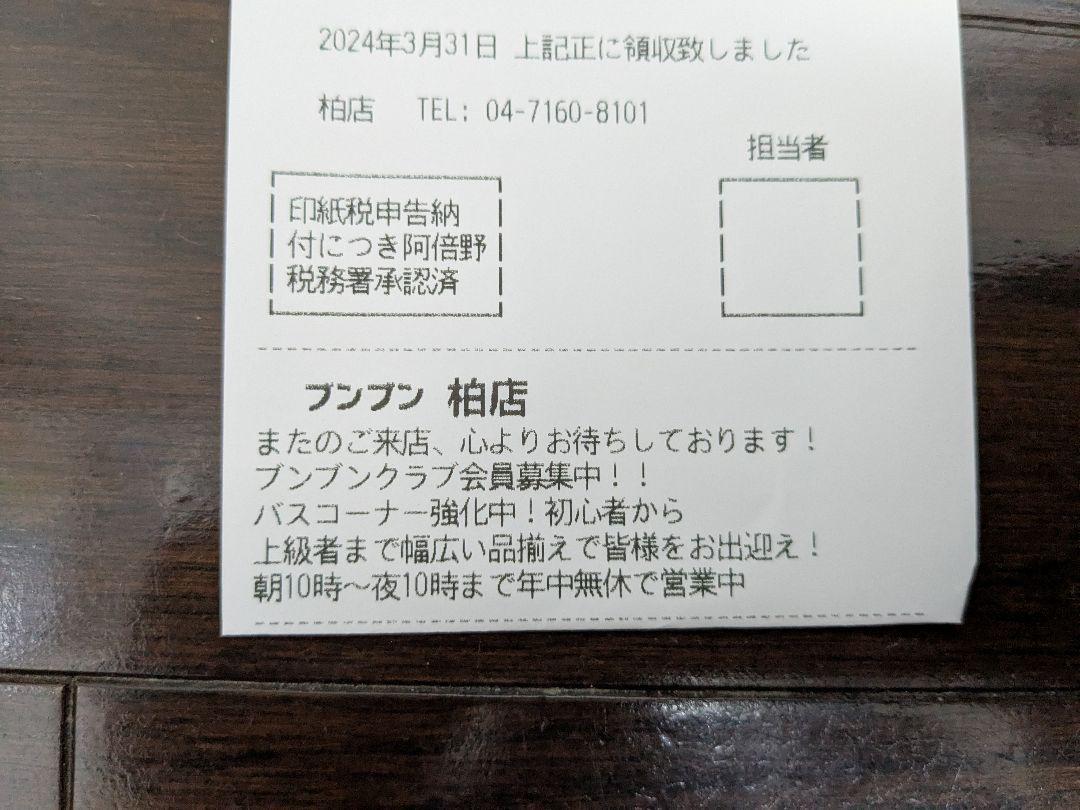 2024年3月31日 上記正に領収致しました
柏店 TEL: 04-7160-8101
担当者
印紙税申告納
付につき阿倍野
税務署承認済
ブンブン 柏店
またのご来店、心よりお待ちしております！
ブンブンクラブ会員募集中！！
バスコーナー強化中！初心者から
上級者まで幅広い品揃えで皆様をお出迎え！
朝10時～夜10時まで年中無休で営業中